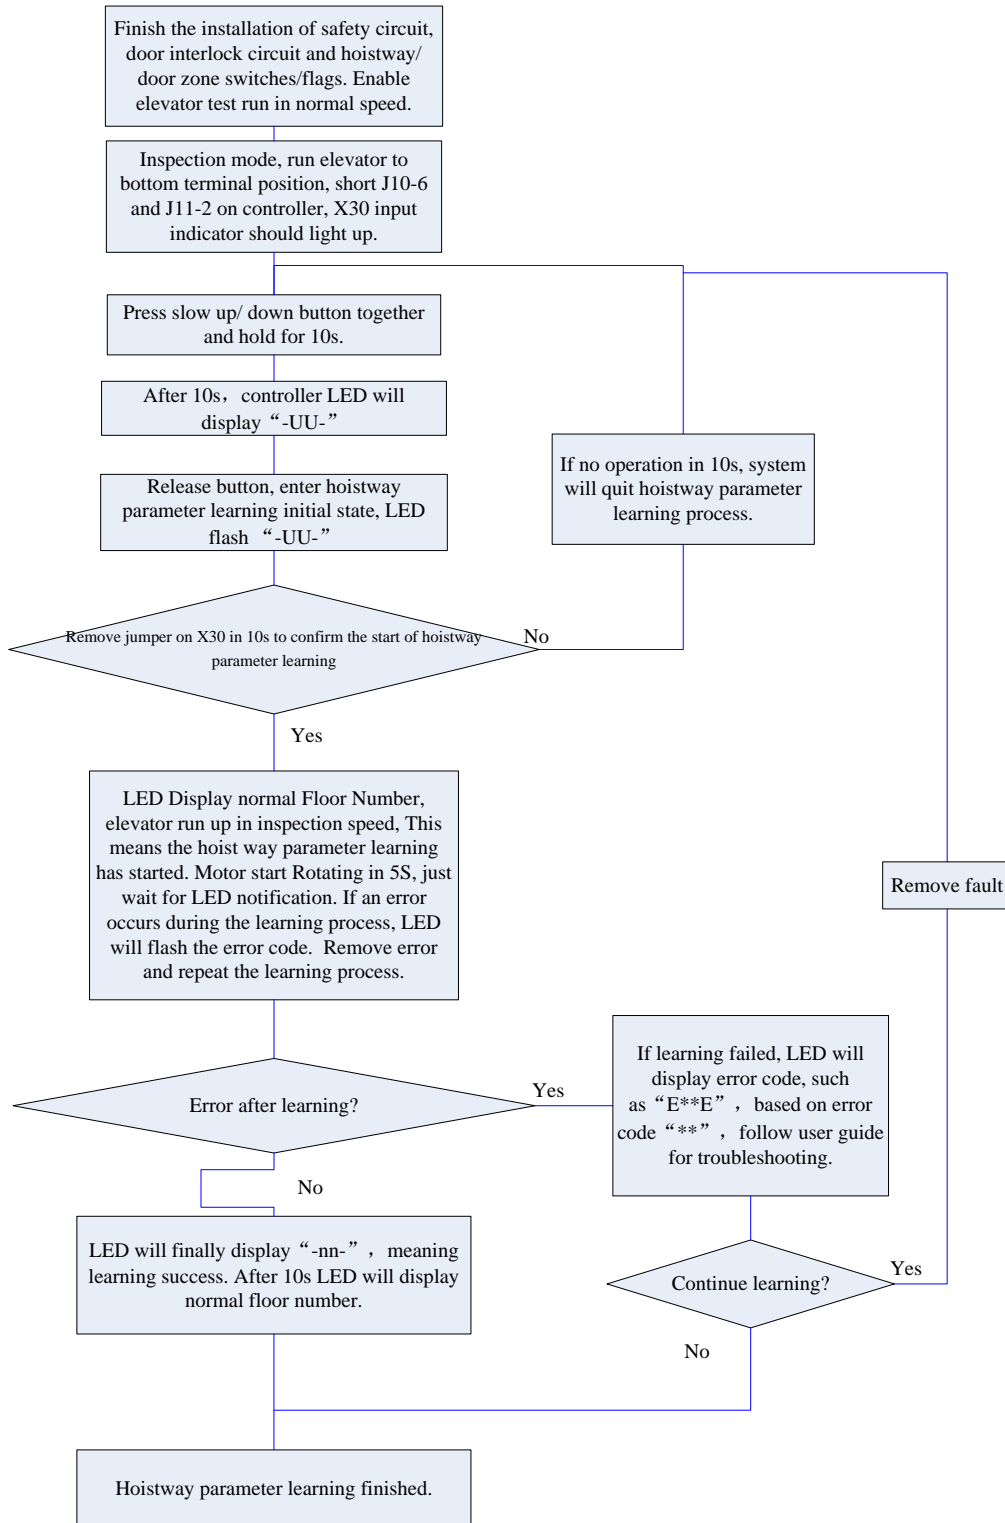 Finish the installation of safety circuit,
door interlock circuit and hoistway/
door zone switches/flags. Enable
elevator test run in normal speed.
Inspection mode, run elevator to
bottom terminal position, short J10-6
and J11-2 on controller, X30 input
indicator should light up.
Press slow up/ down button together
and hold for 10s.
After 10s，controller LED will
display “-UU-”
Release button, enter hoistway
parameter learning initial state, LED
flash “-UU-”
If no operation in 10s, system
will quit hoistway parameter
learning process.
Remove jumper on X30 in 10s to confirm the start of hoistway
parameter learning
No
Yes
LED Display normal Floor Number,
elevator run up in inspection speed, This
means the hoist way parameter learning
has started. Motor start Rotating in 5S, just
wait for LED notification. If an error
occurs during the learning process, LED
will flash the error code. Remove error
and repeat the learning process.
Remove fault
Error after learning?
Yes
If learning failed, LED will
display error code, such
as “E**E”，based on error
code “**”，follow user guide
for troubleshooting.
No
LED will finally display “-nn-”，meaning
learning success. After 10s LED will display
normal floor number.
Continue learning?
Yes
No
Hoistway parameter learning finished.